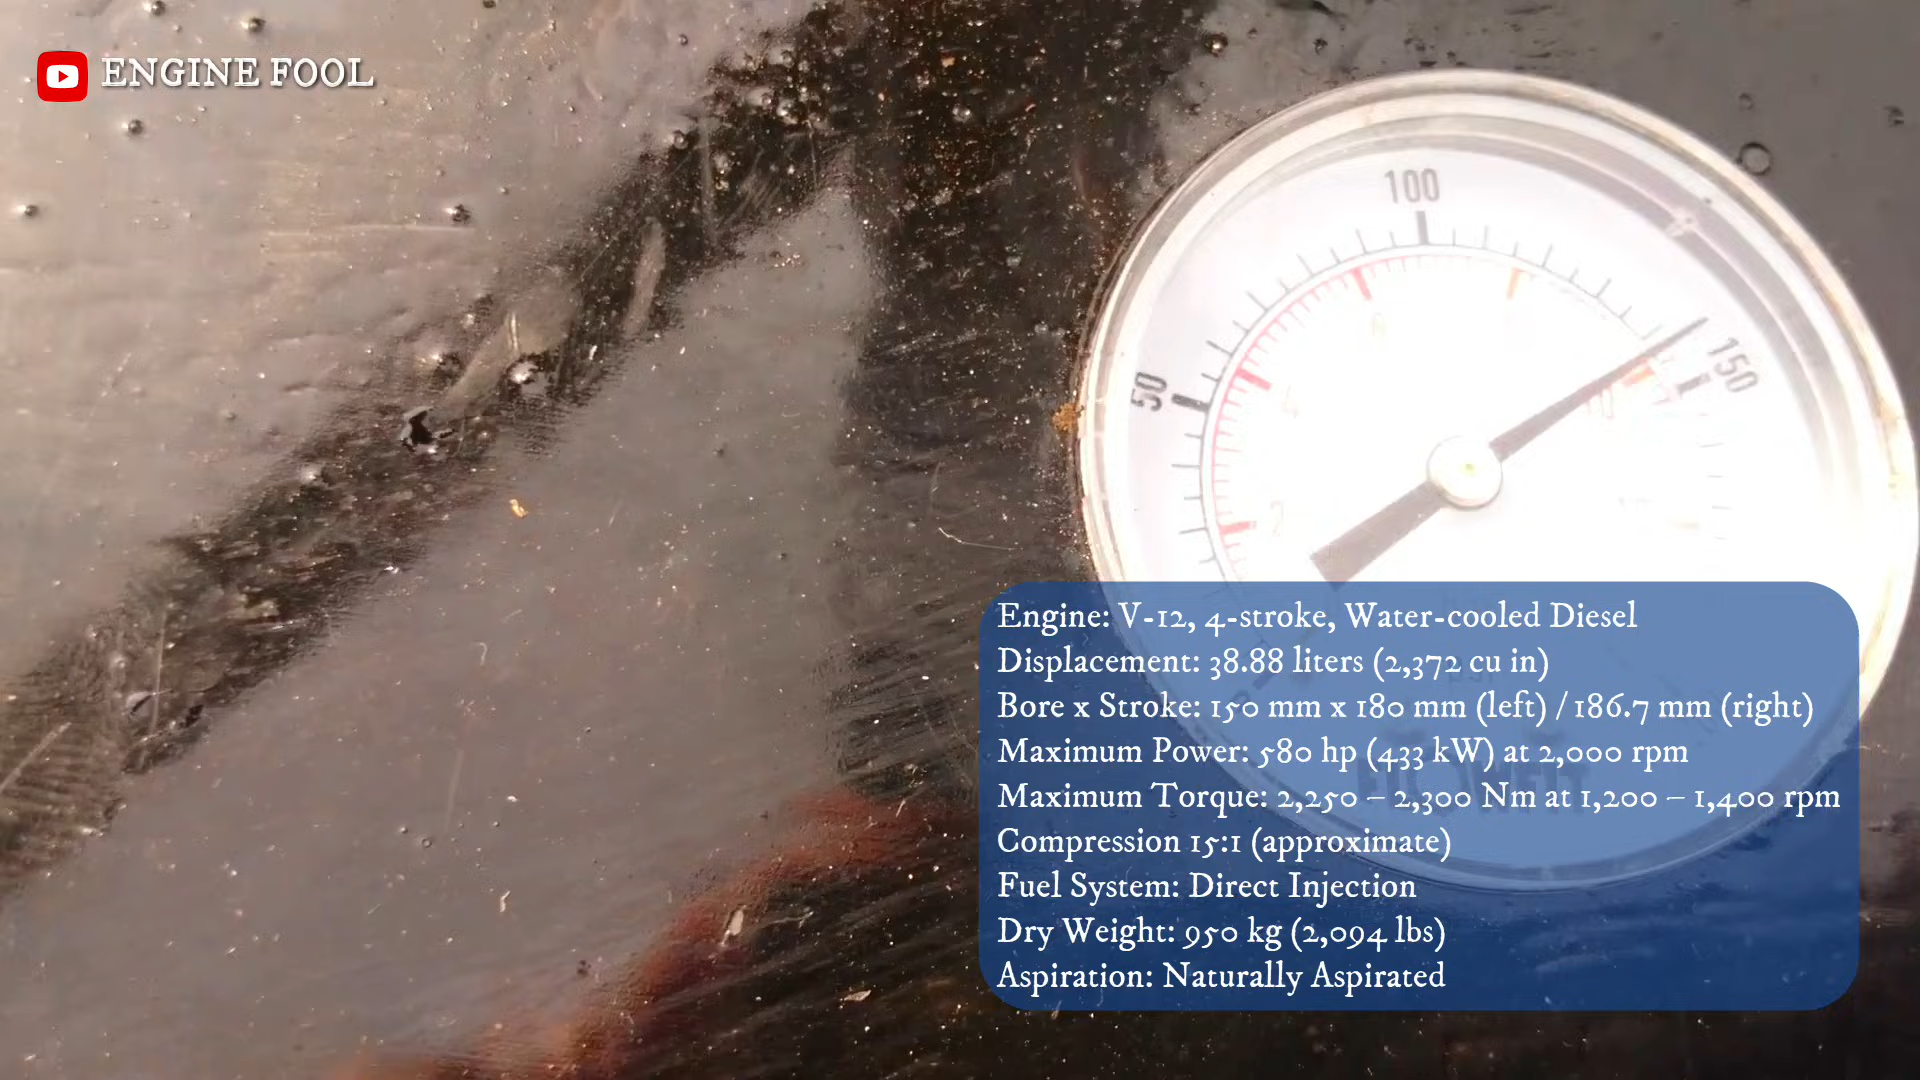 ENGINE FOOL
100
50
150
Engine: V-12, 4-stroke, Water-cooled Diesel
Displacement: 38.88 liters (2,372 cu in)
Bore x Stroke: 150 mm x 180 mm (left) / 186.7 mm (right)
Maximum Power: 580 hp (433 kW) at 2,000 rpm
Maximum Torque: 2,250 – 2,300 Nm at 1,200 – 1,400 rpm
Compression 15:1 (approximate)
Fuel System: Direct Injection
Dry Weight: 950 kg (2,094 lbs)
Aspiration: Naturally Aspirated